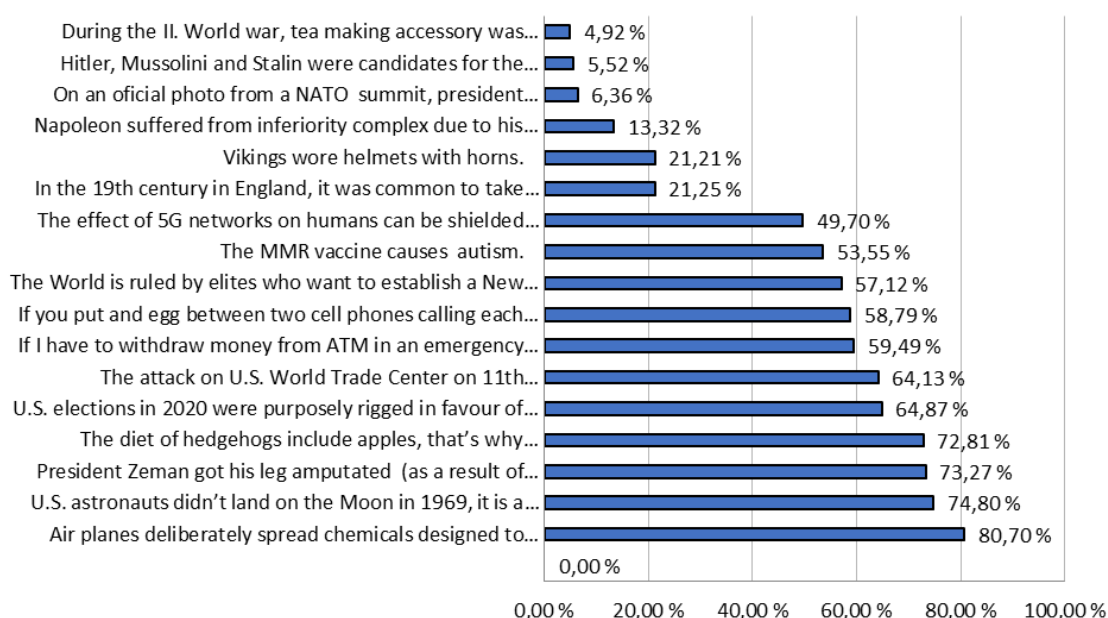 During the II. World war, tea making accessory was... 4,92 %
Hitler, Mussolini and Stalin were candidates for the... 5,52 %
On an oficial photo from a NATO summit, president... 6,36 %
Napoleon suffered from inferiority complex due to his... 13,32 %
Vikings wore helmets with horns. 21,21 %
In the 19th century in England, it was common to take... 21,25 %
The effect of 5G networks on humans can be shielded... 49,70 %
The MMR vaccine causes autism. 53,55 %
The World is ruled by elites who want to establish a New... 57,12 %
If you put and egg between two cell phones calling each... 58,79 %
If I have to withdraw money from ATM in an emergency... 59,49 %
The attack on U.S. World Trade Center on 11th... 64,13 %
U.S. elections in 2020 were purposely rigged in favour of... 64,87 %
The diet of hedgehogs include apples, that’s why... 72,81 %
President Zeman got his leg amputated (as a result of... 73,27 %
U.S. astronauts didn’t land on the Moon in 1969, it is a... 74,80 %
Air planes deliberately spread chemicals designed to... 80,70 %
0,00 %
0,00 % 20,00 % 40,00 % 60,00 % 80,00 % 100,00 %